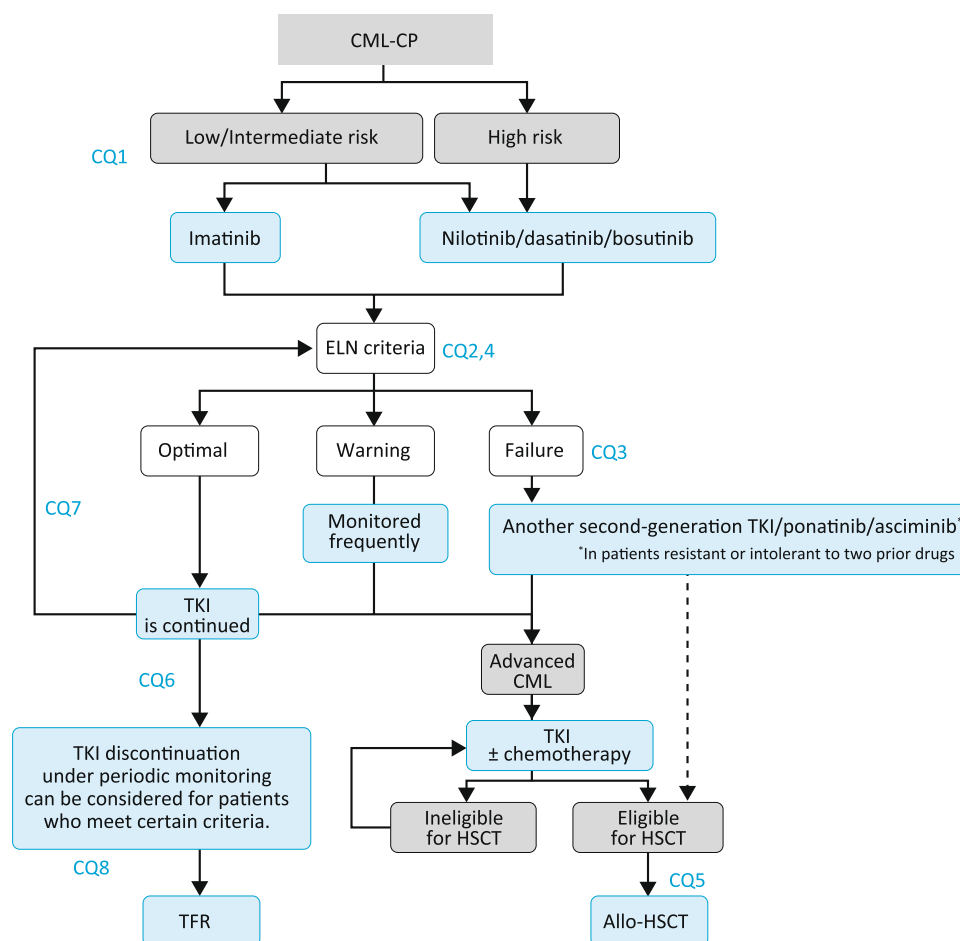 CML-CP
Low/Intermediate risk
High risk
CQ1
Imatinib
Nilotinib/dasatinib/bosutinib
ELN criteria
CQ2,4
Optimal
Warning
Failure
CQ3
CQ7
Monitored
frequently
Another second-generation TKI/ponatinib/asciminib*
*In patients resistant or intolerant to two prior drugs
TKI
is continued
Advanced
CML
CQ6
TKI
± chemotherapy
TKI discontinuation
under periodic monitoring
can be considered for patients
who meet certain criteria.
Ineligible
for HSCT
Eligible
for HSCT
CQ8
CQ5
TFR
Allo-HSCT